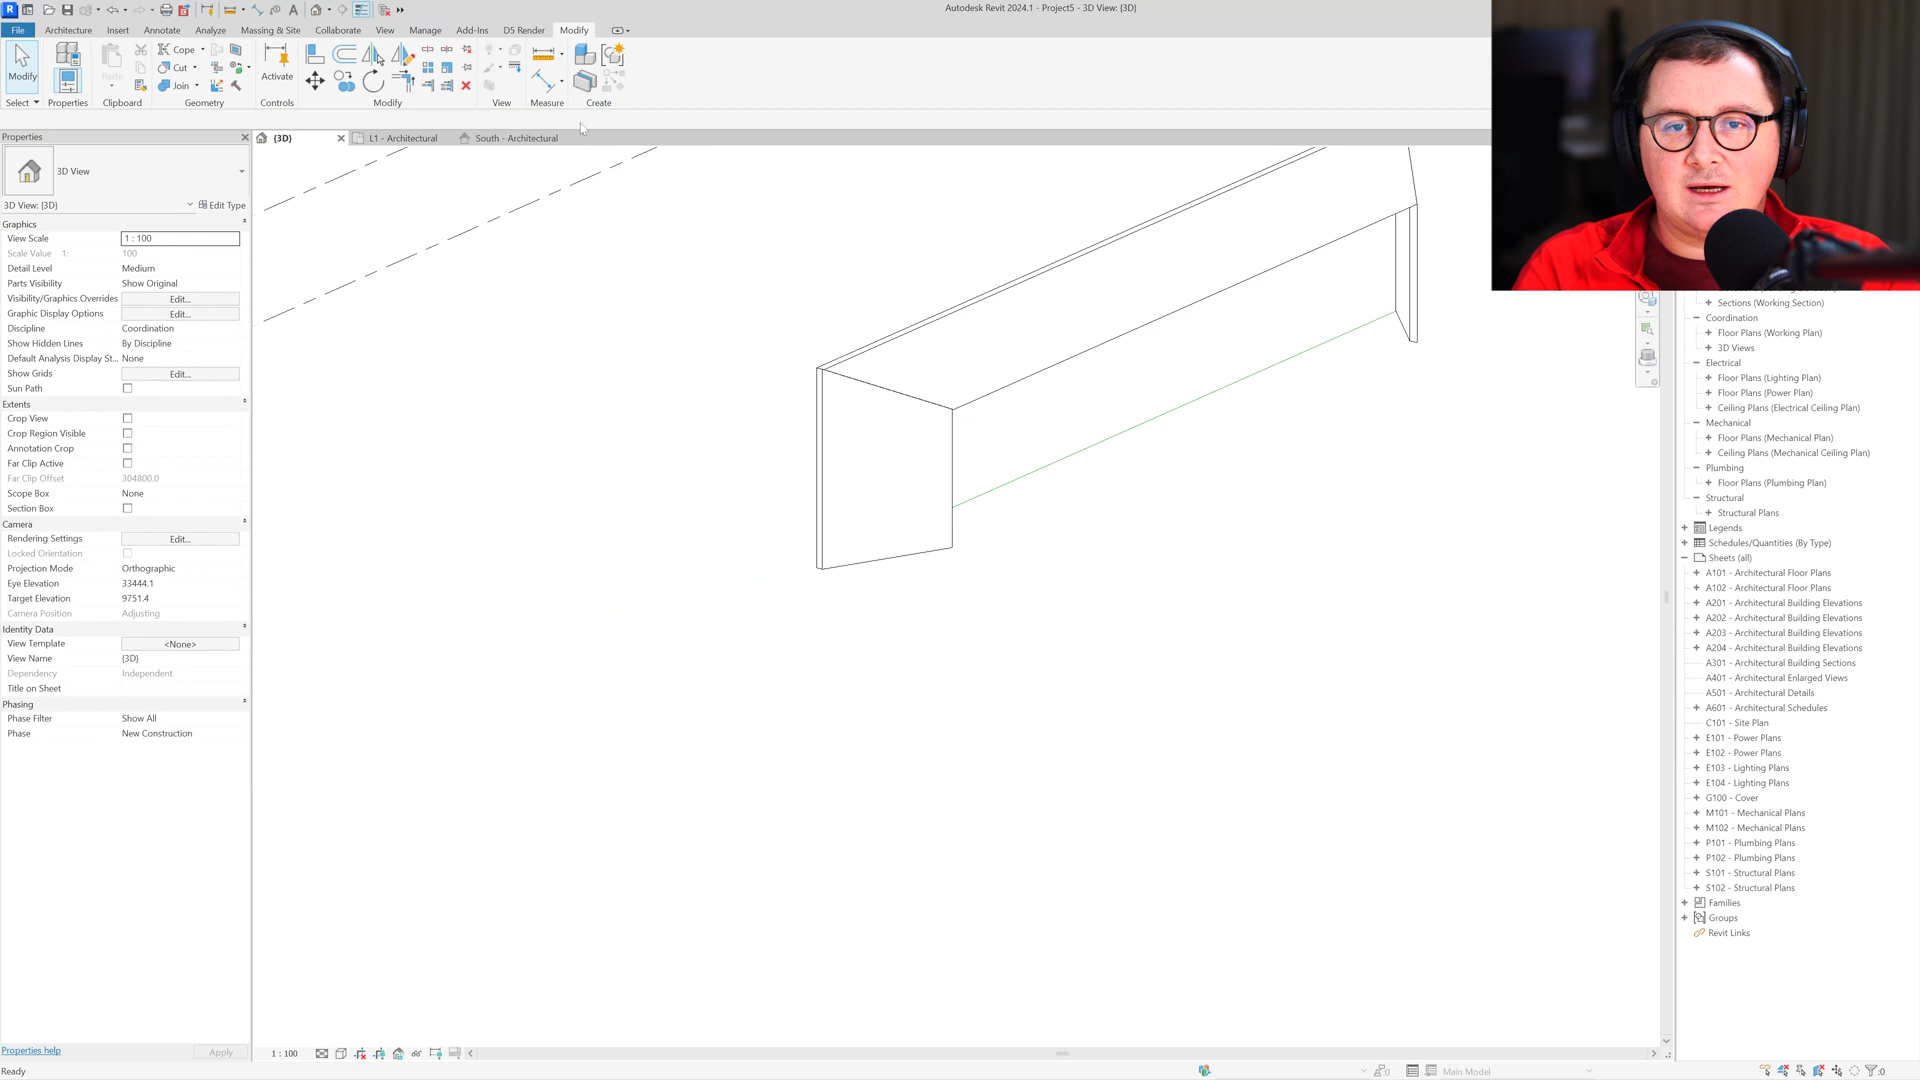 Autodesk Revit 2024.1 - Project5 - 3D View: {3D}
File Architecture Insert Annotate Analyze Massing & Site Collaborate View Manage Add-Ins D5 Render Modify
Modify Paste Cope Cut Join Activate
Select Properties Clipboard Geometry Controls Modify View Measure Create
Properties
{3D} L1 - Architectural South - Architectural
3D View
3D View: {3D} Edit Type
Graphics
View Scale 1 : 100
Scale Value 1: 100
Detail Level Medium
Parts Visibility Show Original
Visibility/Graphics Overrides Edit...
Graphic Display Options Edit...
Discipline Coordination
Show Hidden Lines By Discipline
Default Analysis Display St... None
Show Grids Edit...
Sun Path
Extents
Crop View
Crop Region Visible
Annotation Crop
Far Clip Active
Far Clip Offset 304800.0
Scope Box None
Section Box
Camera
Rendering Settings Edit...
Locked Orientation
Projection Mode Orthographic
Eye Elevation 33444.1
Target Elevation 9751.4
Camera Position Adjusting
Identity Data
View Template <None>
View Name {3D}
Dependency Independent
Title on Sheet
Phasing
Phase Filter Show All
Phase New Construction
Properties help Apply
Ready
1 : 100
:0
Main Model
:0
Sections (Working Section)
Coordination
Floor Plans (Working Plan)
3D Views
Electrical
Floor Plans (Lighting Plan)
Floor Plans (Power Plan)
Ceiling Plans (Electrical Ceiling Plan)
Mechanical
Floor Plans (Mechanical Plan)
Ceiling Plans (Mechanical Ceiling Plan)
Plumbing
Floor Plans (Plumbing Plan)
Structural
Structural Plans
Legends
Schedules/Quantities (By Type)
Sheets (all)
A101 - Architectural Floor Plans
A102 - Architectural Floor Plans
A201 - Architectural Building Elevations
A202 - Architectural Building Elevations
A203 - Architectural Building Elevations
A204 - Architectural Building Elevations
A301 - Architectural Building Sections
A401 - Architectural Enlarged Views
A501 - Architectural Details
A601 - Architectural Schedules
C101 - Site Plan
E101 - Power Plans
E102 - Power Plans
E103 - Lighting Plans
E104 - Lighting Plans
G100 - Cover
M101 - Mechanical Plans
M102 - Mechanical Plans
P101 - Plumbing Plans
P102 - Plumbing Plans
S101 - Structural Plans
S102 - Structural Plans
Families
Groups
Revit Links